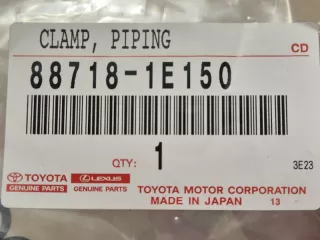 CLAMP, PIPING
CD
88718-1E150
QTY: 1
3E23
TOYOTA LEXUS
GENUINE PARTS GENUINE PARTS
TOYOTA MOTOR CORPORATION
MADE IN JAPAN 13